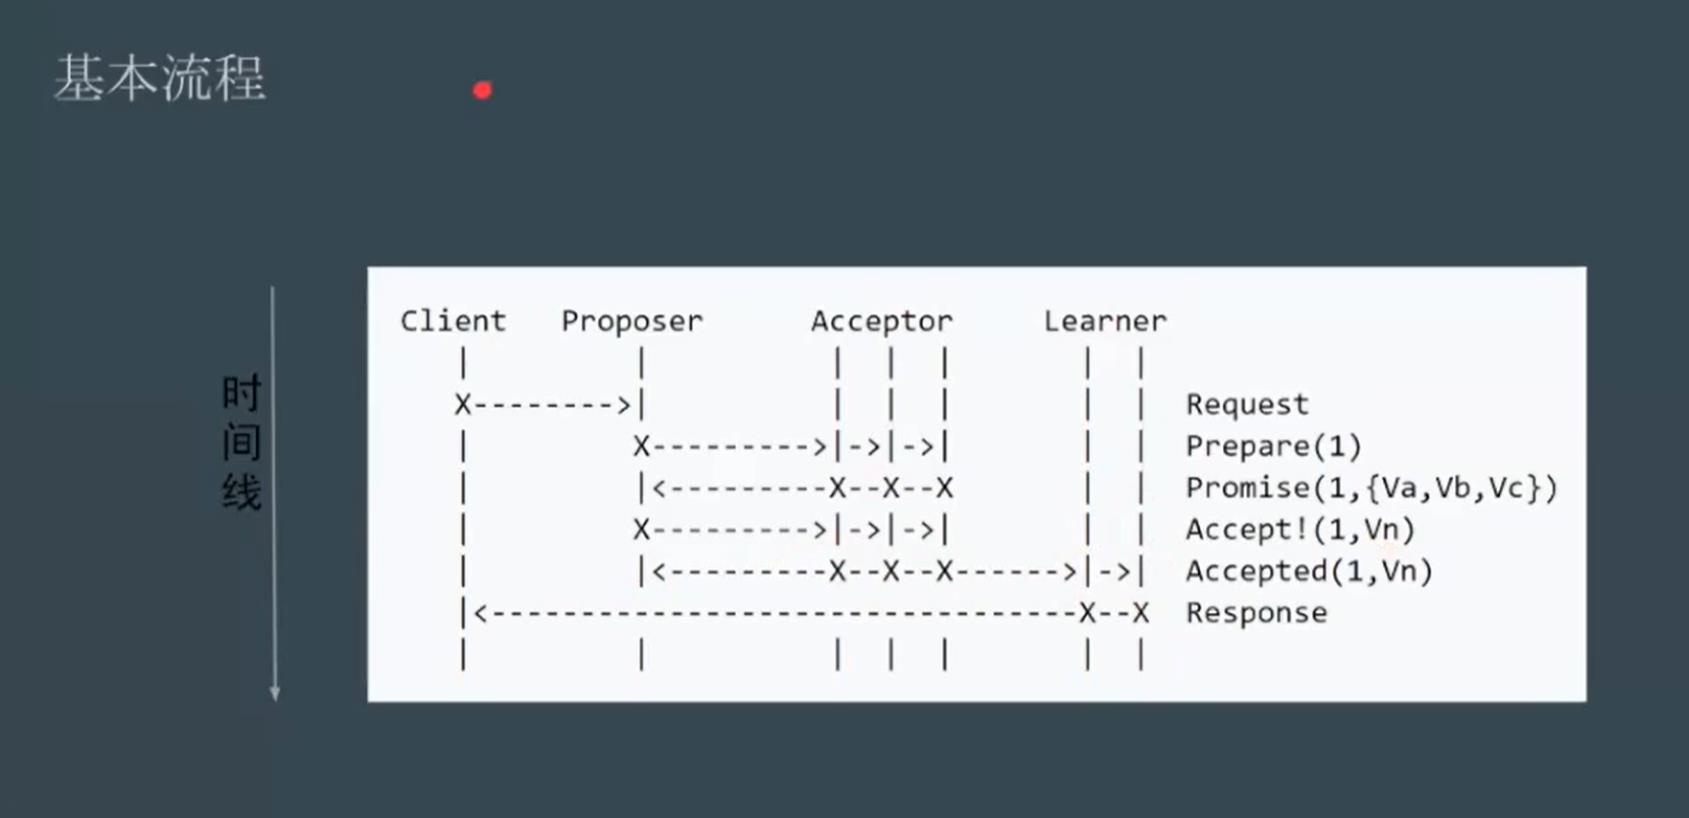 基本流程
时
间
线
Client   Proposer      Acceptor     Learner
   |         |          |  |  |       |  |
   X-------->|          |  |  |       |  |  Request
   |         X--------->|->|->|       |  |  Prepare(1)
   |         |<---------X--X--X       |  |  Promise(1,{Va,Vb,Vc})
   |         X--------->|->|->|       |  |  Accept!(1,Vn)
   |         |<---------X--X--X------>|->|  Accepted(1,Vn)
   |<---------------------------------X--X  Response
   |         |          |  |  |       |  |